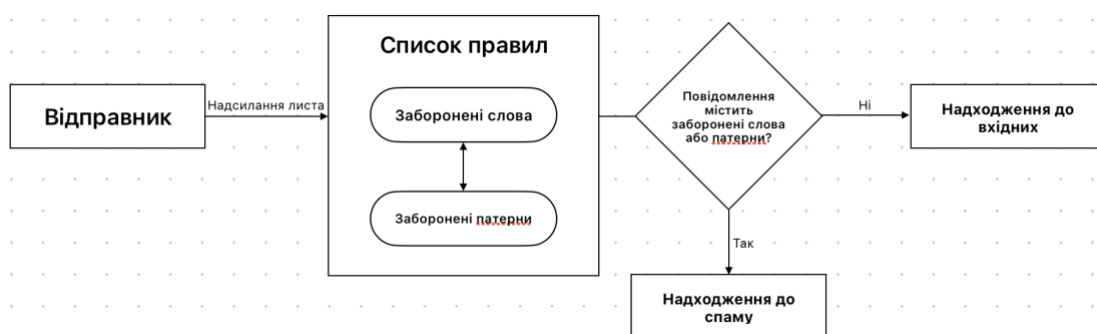 Відправник
Надсилання листа
Список правил
Заборонені слова
Заборонені патерни
Повідомлення
містить
заборонені слова
або патерни?
Ні
Надходження до
вхідних
Так
Надходження до
спаму